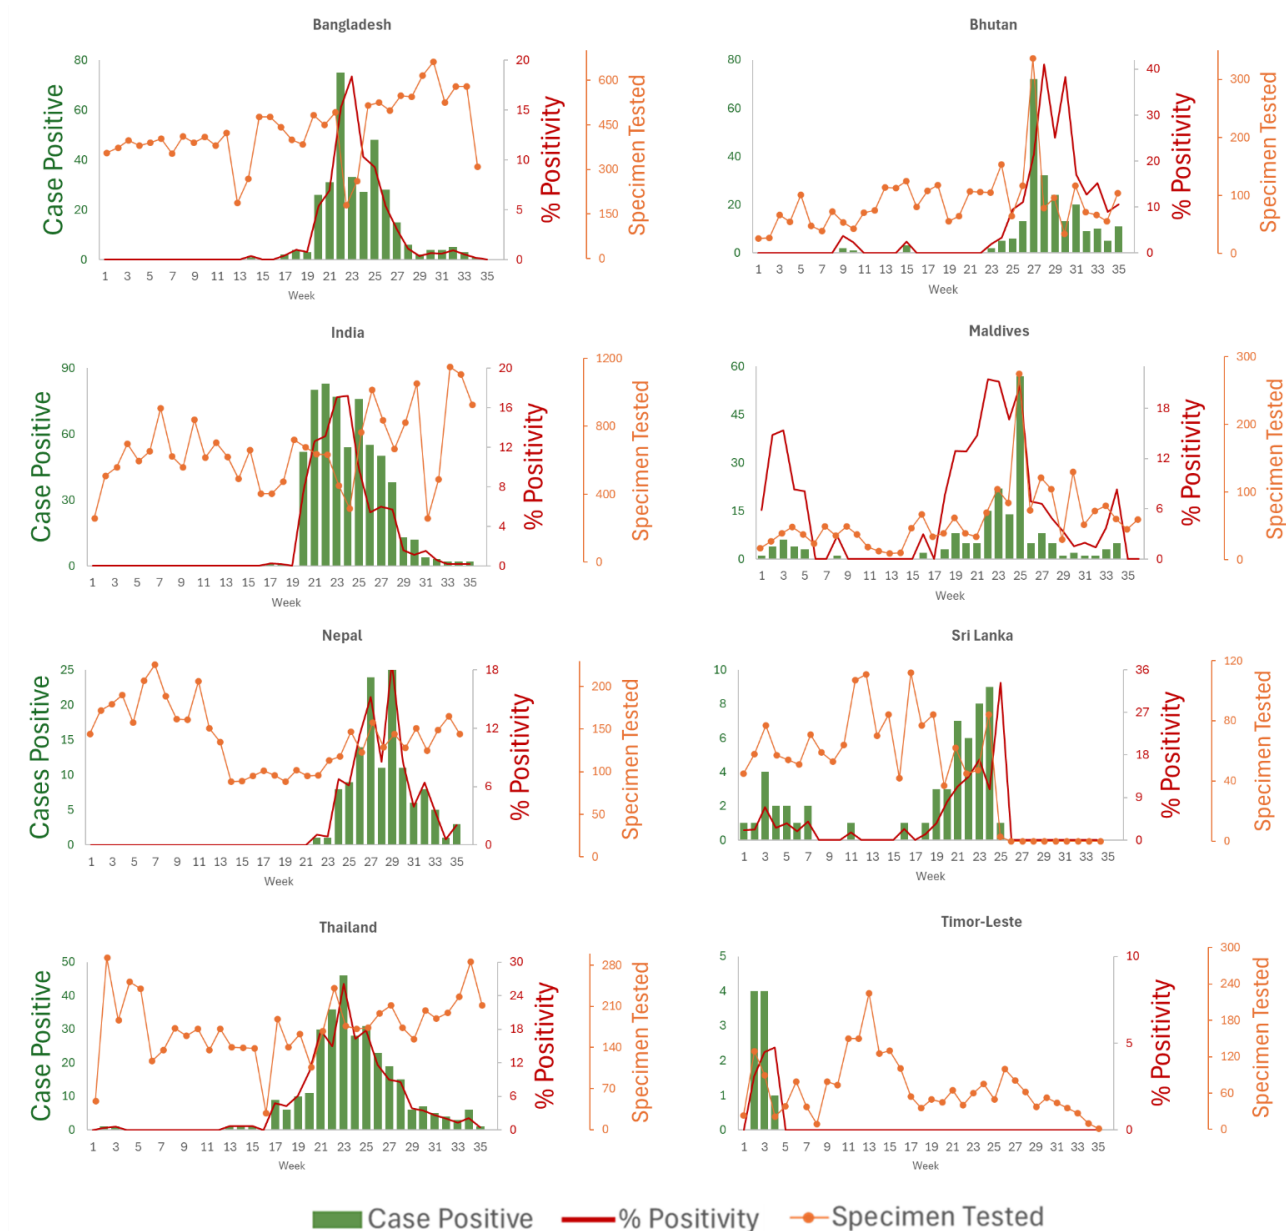 Bangladesh
Case Positive
80
60
40
20
0
20
15
10
5
0
% Positivity
600
450
300
150
0
Specimen Tested
1 3 5 7 9 11 13 15 17 19 21 23 25 27 29 31 33 35
Week
Bhutan
80
60
40
20
0
40
30
20
10
0
% Positivity
300
200
100
0
Specimen Tested
1 3 5 7 9 11 13 15 17 19 21 23 25 27 29 31 33 35
Week
India
Case Positive
90
60
30
0
20
16
12
8
4
0
% Positivity
1200
800
400
0
Specimen Tested
1 3 5 7 9 11 13 15 17 19 21 23 25 27 29 31 33 35
Week
Maldives
60
45
30
15
0
18
12
6
0
% Positivity
300
200
100
0
Specimen Tested
1 3 5 7 9 11 13 15 17 19 21 23 25 27 29 31 33 35
Week
Nepal
Cases Positive
25
20
15
10
5
0
18
12
6
0
% Positivity
200
150
100
50
0
Specimen Tested
1 3 5 7 9 11 13 15 17 19 21 23 25 27 29 31 33 35
Week
Sri Lanka
10
8
6
4
2
0
36
27
18
9
0
% Positivity
120
80
40
0
Specimen Tested
1 3 5 7 9 11 13 15 17 19 21 23 25 27 29 31 33 35
Week
Thailand
Case Positive
50
40
30
20
10
0
30
24
18
12
6
0
% Positivity
280
210
140
70
0
Specimen Tested
1 3 5 7 9 11 13 15 17 19 21 23 25 27 29 31 33 35
Week
Timor-Leste
5
4
3
2
1
0
10
5
0
% Positivity
300
240
180
120
60
0
Specimen Tested
1 3 5 7 9 11 13 15 17 19 21 23 25 27 29 31 33 35
Week
Case Positive % Positivity Specimen Tested